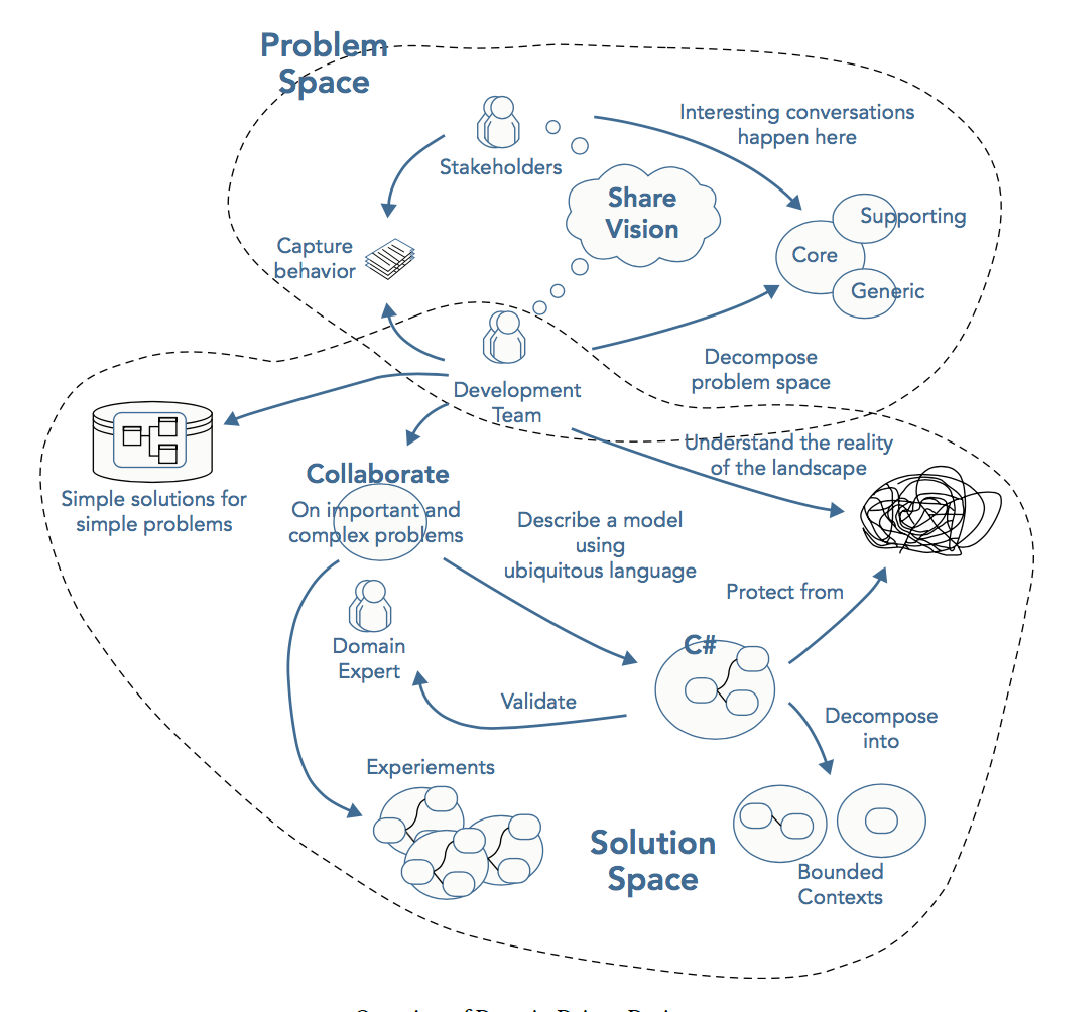 Problem
Space
Interesting conversations
happen here
Stakeholders
Share
Vision
Supporting
Core
Generic
Capture
behavior
Decompose
problem space
Development
Team
Understand the reality
of the landscape
Simple solutions for
simple problems
Collaborate
On important and
complex problems
Describe a model
using
ubiquitous language
Protect from
C#
Domain
Expert
Validate
Decompose
into
Experiements
Solution
Space
Bounded
Contexts